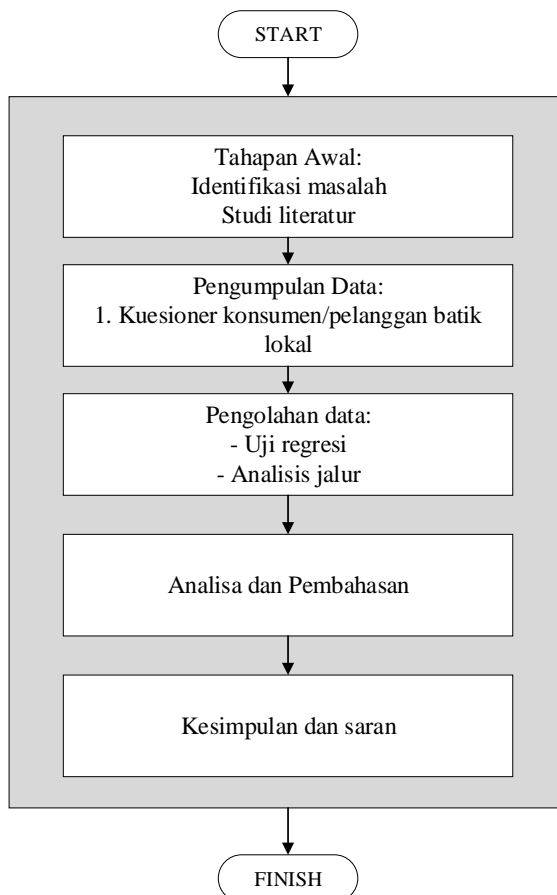 START
Tahapan Awal:
Identifikasi masalah
Studi literatur
Pengumpulan Data:
1. Kuesioner konsumen/pelanggan batik
lokal
Pengolahan data:
- Uji regresi
- Analisis jalur
Analisa dan Pembahasan
Kesimpulan dan saran
FINISH